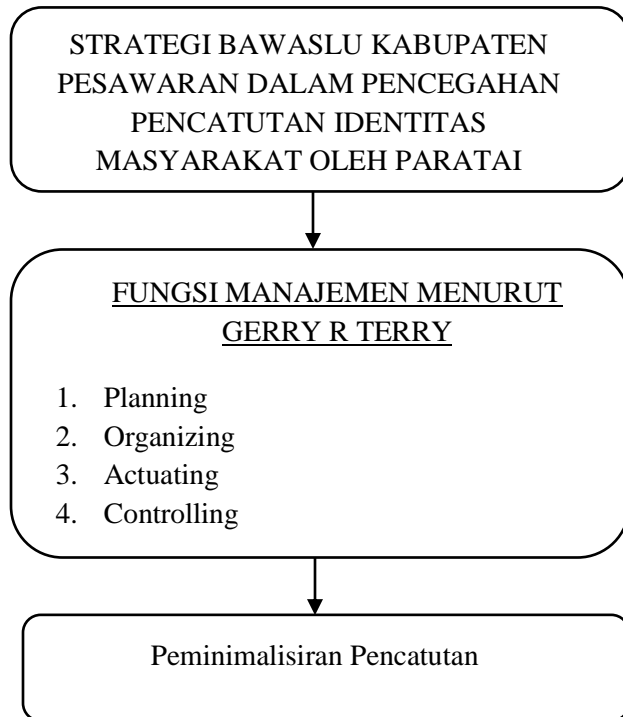 STRATEGI BAWASLU KABUPATEN
PESAWARAN DALAM PENCEGAHAN
PENCATUTAN IDENTITAS
MASYARAKAT OLEH PARATAI
FUNGSI MANAJEMEN MENURUT
GERRY R TERRY
1. Planning
2. Organizing
3. Actuating
4. Controlling
Peminimalisiran Pencatutan